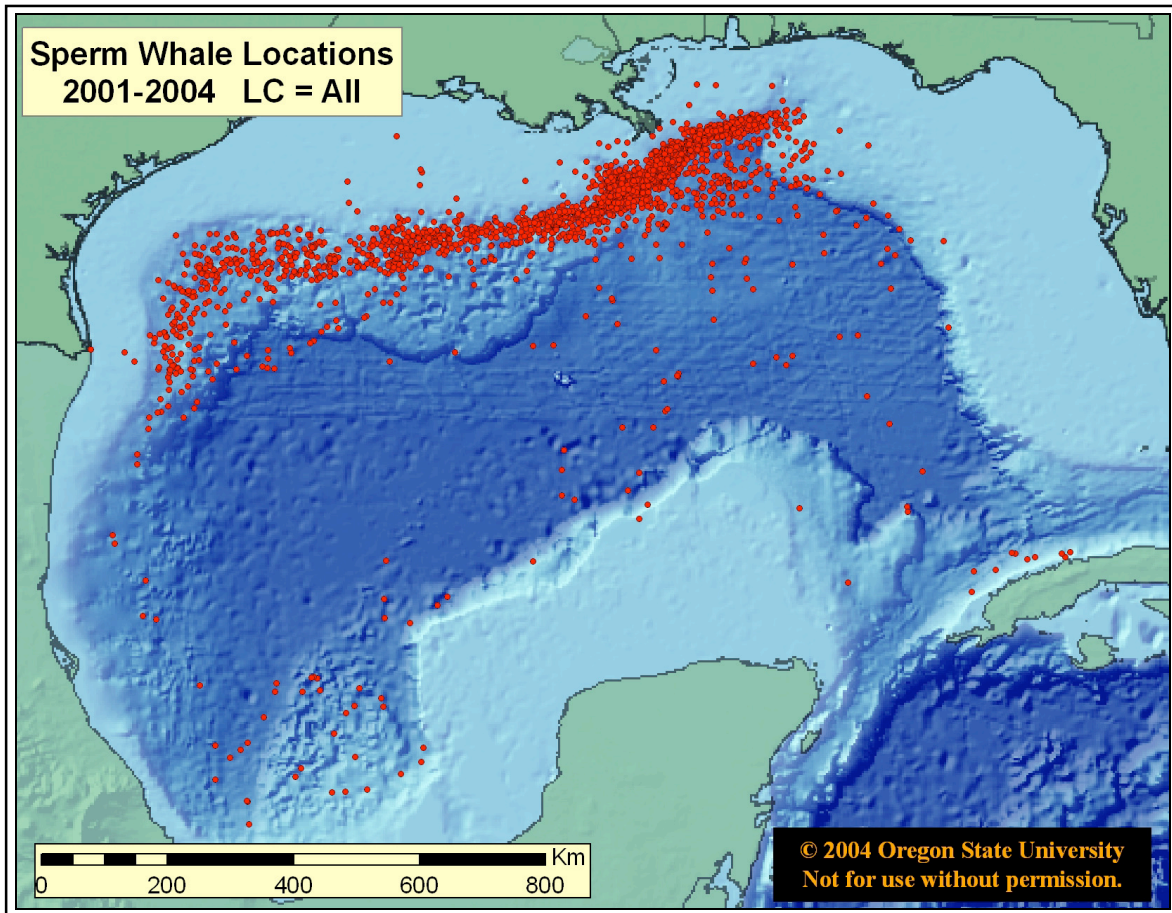 Sperm Whale Locations
2001-2004 LC = All
Km
0 200 400 600 800
© 2004 Oregon State University
Not for use without permission.